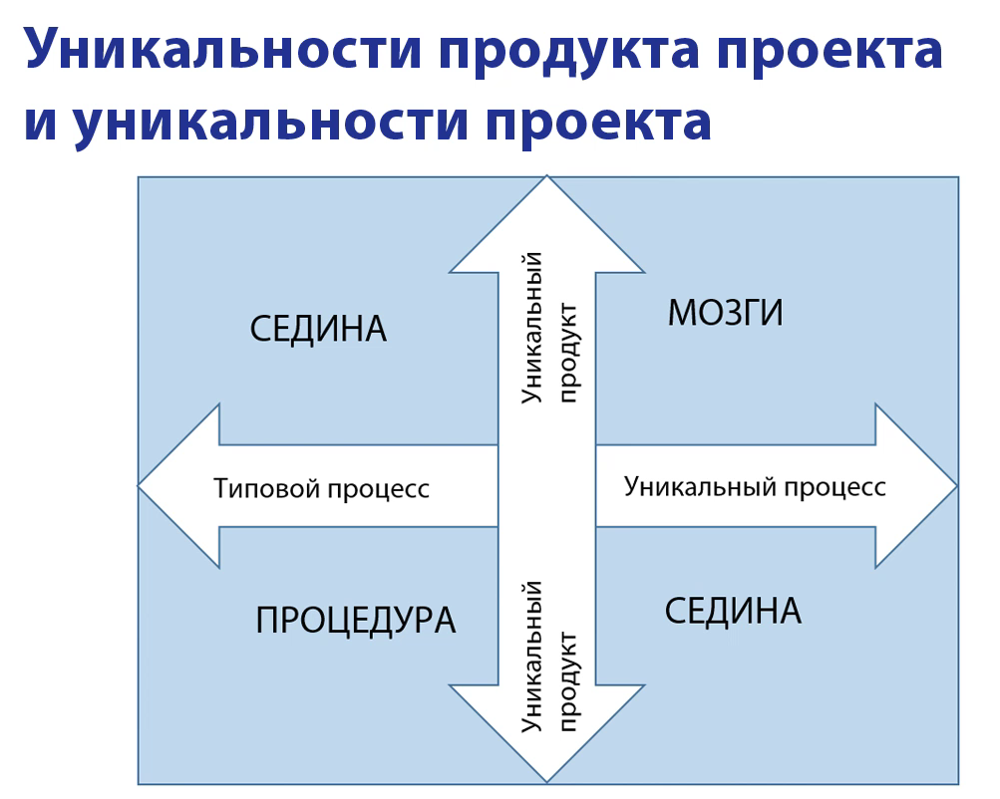 Уникальности продукта проекта
и уникальности проекта
Уникальный
продукт
СЕДИНА
МОЗГИ
Типовой процесс
Уникальный процесс
ПРОЦЕДУРА
СЕДИНА
Уникальный
продукт